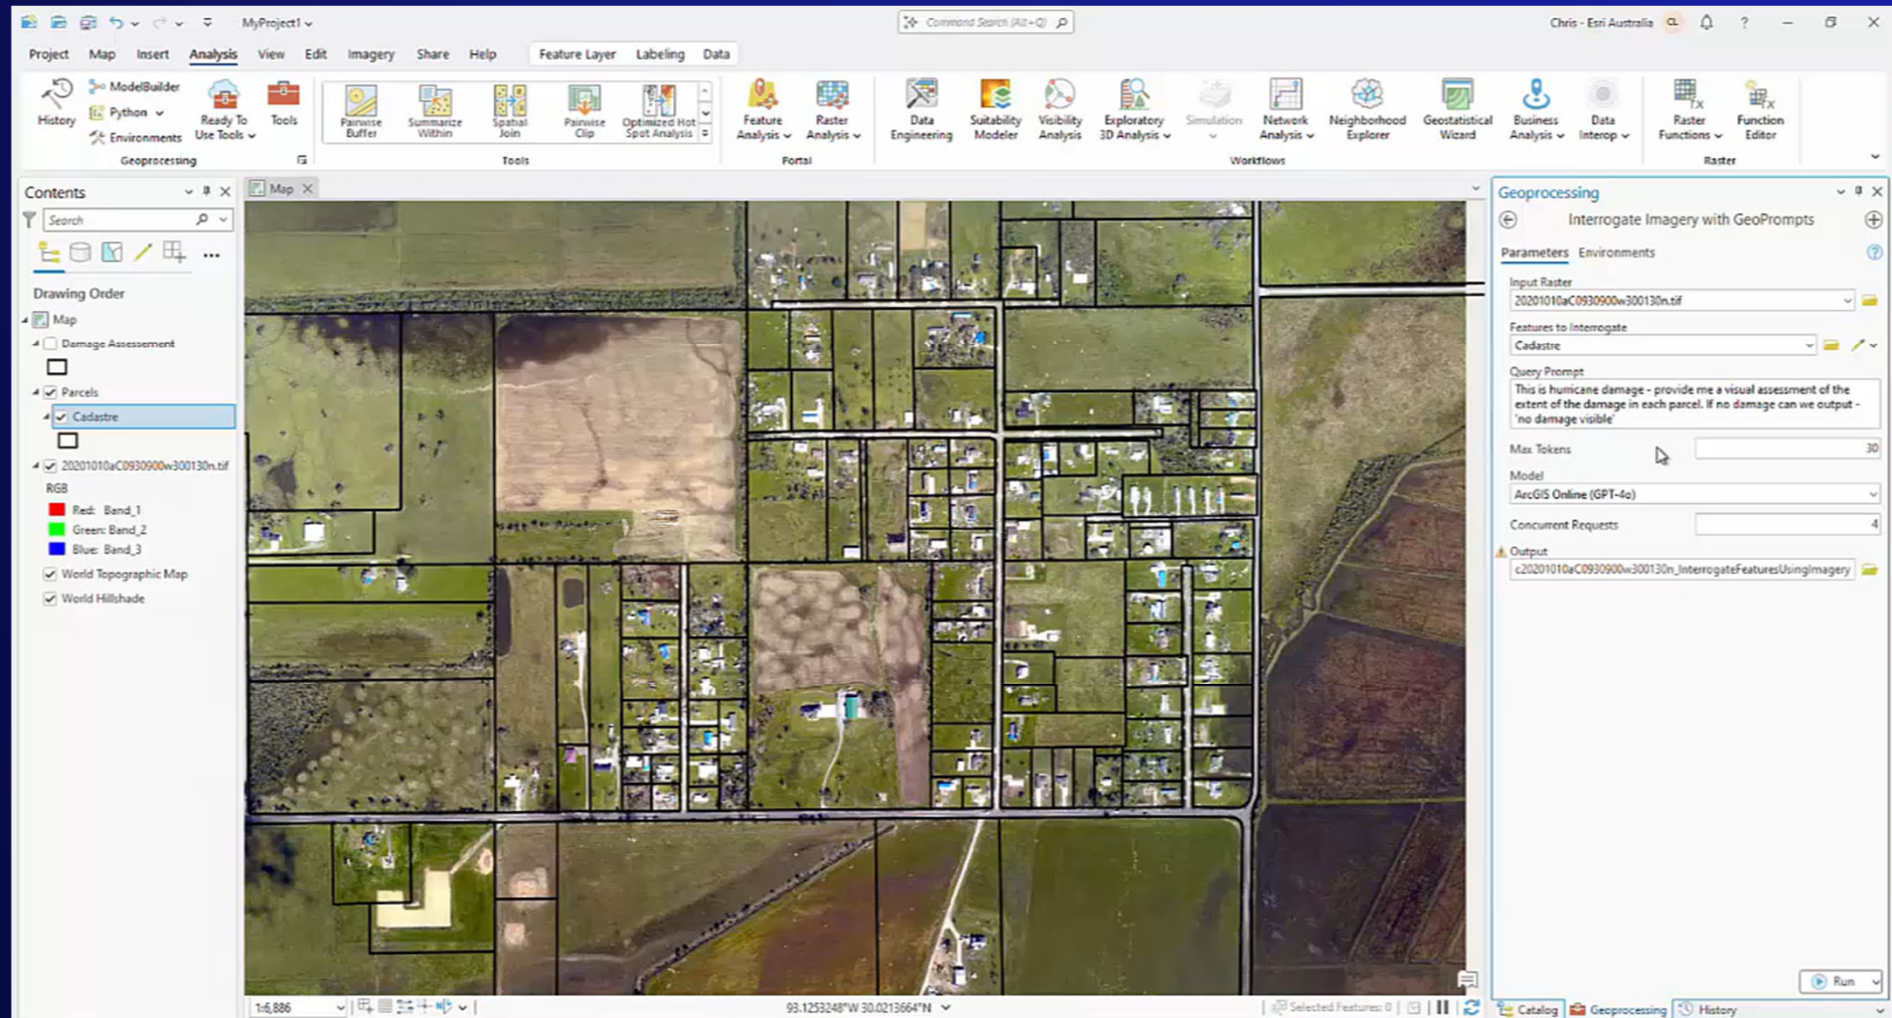 MyProject1
Command Search (Alt+Q)
Chris - Esri Australia CL
Project Map Insert Analysis View Edit Imagery Share Help Feature Layer Labeling Data
History
ModelBuilder
Python
Environments
Ready To
Use Tools
Tools
Geoprocessing
Pairwise
Buffer
Summarize
Within
Spatial
Join
Pairwise
Clip
Optimized Hot
Spot Analysis
Tools
Feature
Analysis
Raster
Analysis
Portal
Data
Engineering
Suitability
Modeler
Visibility
Analysis
Exploratory
3D Analysis
Simulation
Network
Analysis
Neighborhood
Explorer
Geostatistical
Wizard
Business
Analysis
Data
Interop
Workflows
Raster
Functions
Function
Editor
Raster
Contents
Search
Drawing Order
Map
Damage Assessment
Parcels
Cadastre
20201010aC0930900w300130n.tif
RGB
Red: Band_1
Green: Band_2
Blue: Band_3
World Topographic Map
World Hillshade
Map
1:6,886
93.1253248°W 30.0213664°N
Selected Features: 0
Geoprocessing
Interrogate Imagery with GeoPrompts
Parameters Environments
Input Raster
20201010aC0930900w300130n.tif
Features to Interrogate
Cadastre
Query Prompt
This is hurricane damage - provide me a visual assessment of the
extent of the damage in each parcel. If no damage can we output -
'no damage visible'
Max Tokens 30
Model
ArcGIS Online (GPT-4o)
Concurrent Requests 4
Output
c20201010aC0930900w300130n_InterrogateFeaturesUsingImagery
Run
Catalog Geoprocessing History